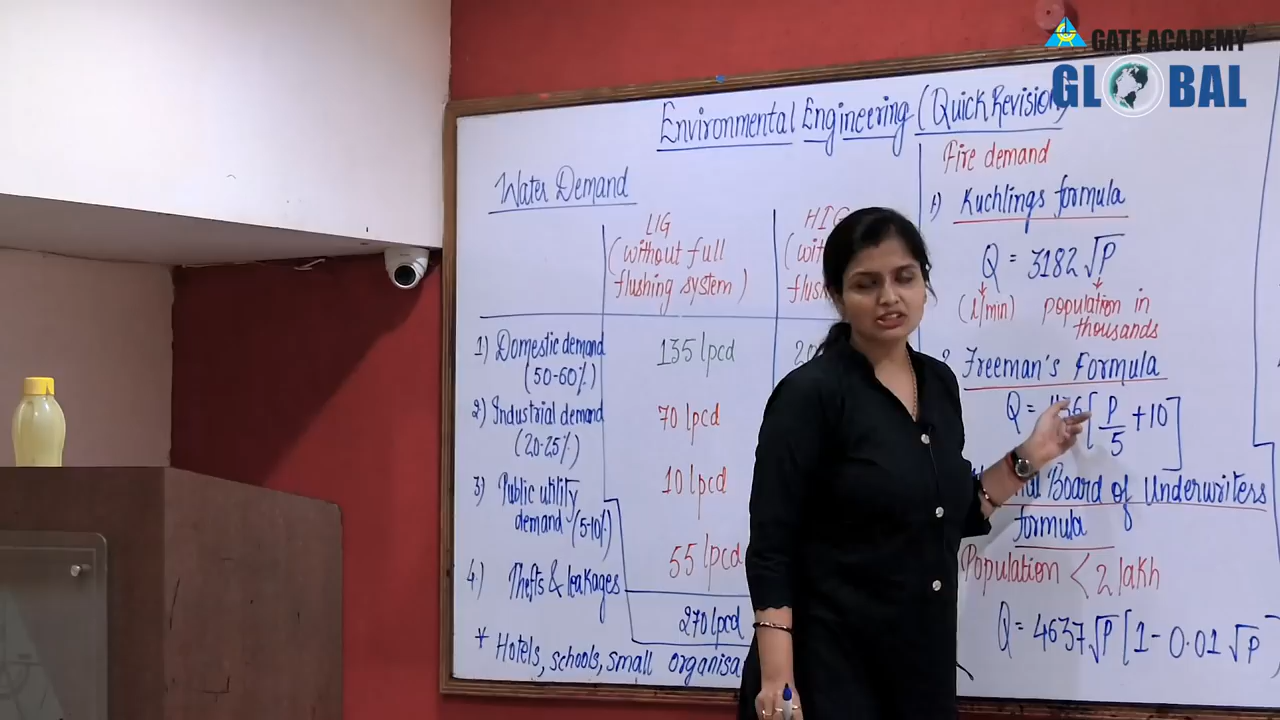 GATE ACADEMY
GLOBAL
Environmental Engineering (Quick Revision)
Water Demand
LIG
(without full
flushing system)
HIG
1) Domestic demand
(50-60%)
135 lpcd
2) Industrial demand
(20-25%)
70 lpcd
3) Public utility
demand (5-10%)
10 lpcd
4) Thefts & leakages
55 lpcd
270 lpcd
* Hotels, schools, small
Fire demand
1) Kuchlings formula
Q = 3182 √P
(l/min) population in
thousands
Freeman's Formula
Q = [P/5 + 10]
Board of Underwriters
formula
Population < 2 lakh
Q = 4637 √P [1 - 0.01 √P